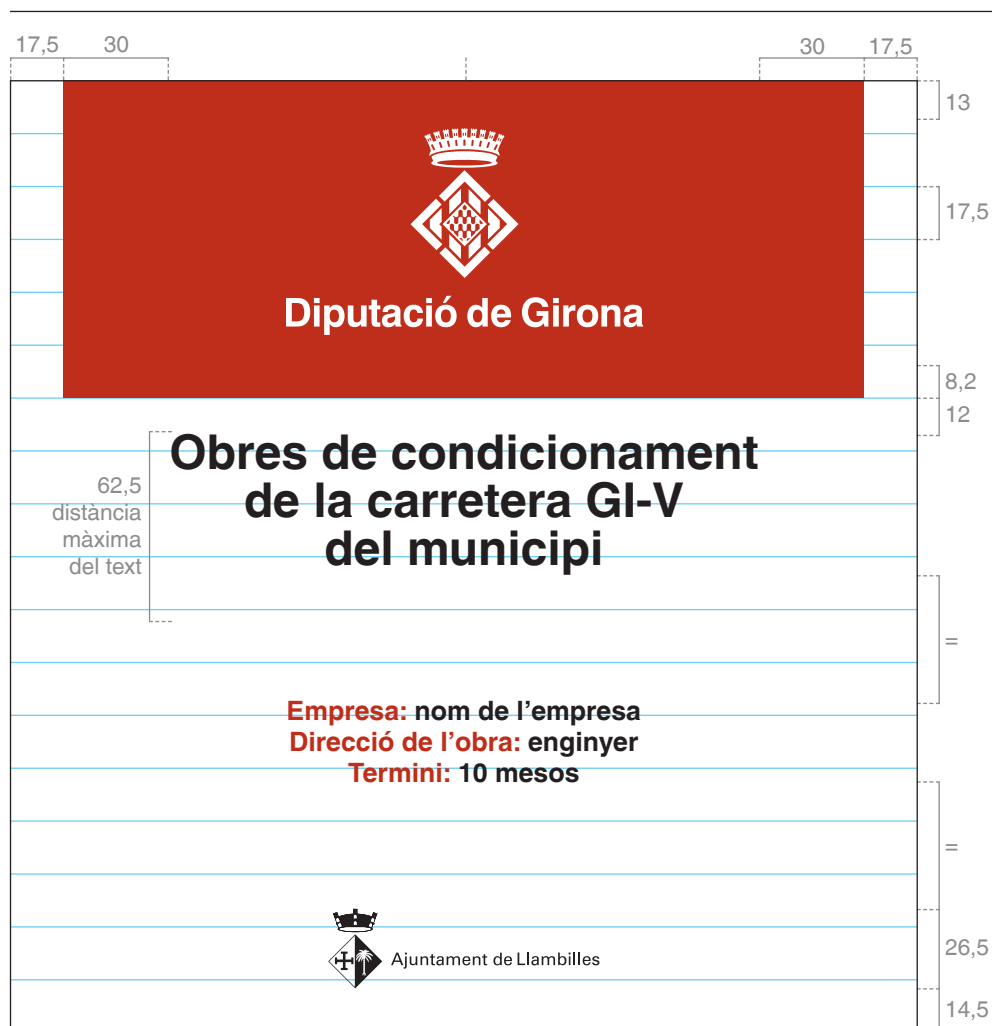 17,5 30 30 17,5
13
17,5
Diputació de Girona
8,2
12
Obres de condicionament
de la carretera GI-V
del municipi
62,5
distància
màxima
del text
=
Empresa: nom de l’empresa
Direcció de l’obra: enginyer
Termini: 10 mesos
=
26,5
Ajuntament de Llambilles
14,5